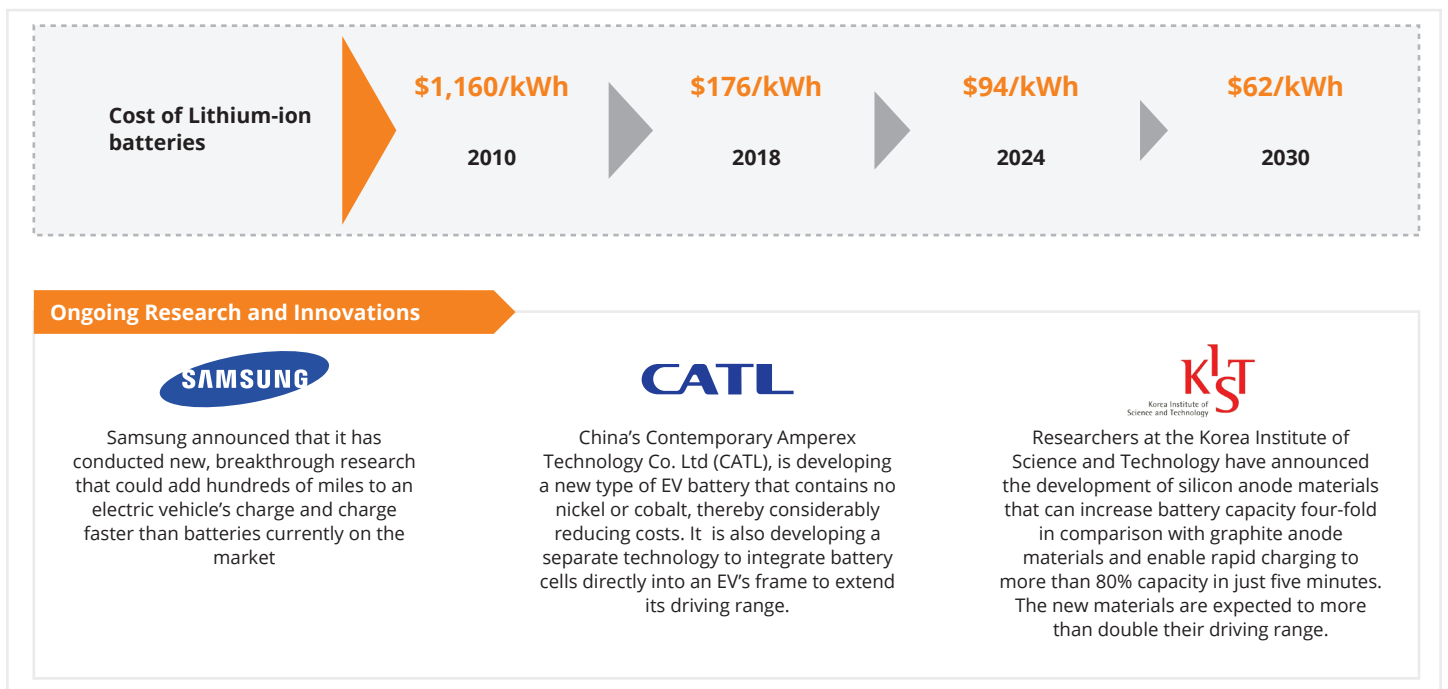 Cost of Lithium-ion
batteries
$1,160/kWh
2010
$176/kWh
2018
$94/kWh
2024
$62/kWh
2030
Ongoing Research and Innovations
SAMSUNG
Samsung announced that it has
conducted new, breakthrough research
that could add hundreds of miles to an
electric vehicle’s charge and charge
faster than batteries currently on the
market
CATL
China’s Contemporary Amperex
Technology Co. Ltd (CATL), is developing
a new type of EV battery that contains no
nickel or cobalt, thereby considerably
reducing costs. It  is also developing a
separate technology to integrate battery
cells directly into an EV’s frame to extend
its driving range.
KIST
Korea Institute of
Science and Technology
Researchers at the Korea Institute of
Science and Technology have announced
the development of silicon anode materials
that can increase battery capacity four-fold
in comparison with graphite anode
materials and enable rapid charging to
more than 80% capacity in just five minutes.
The new materials are expected to more
than double their driving range.